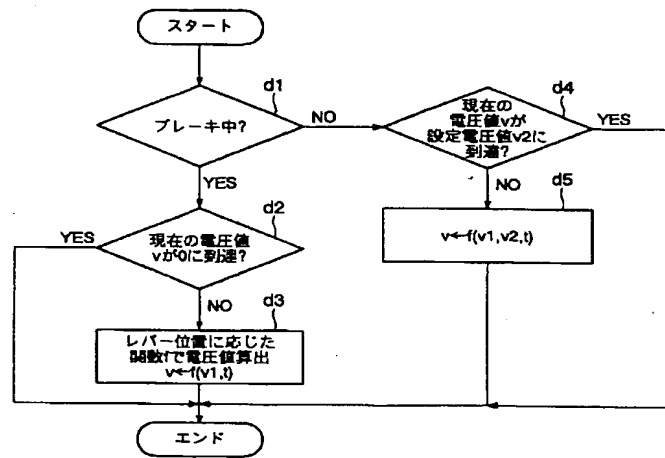 スタート
d1
ブレーキ中?
NO
YES
d4
現在の
電圧値vが
設定電圧値v2に
到達?
YES
NO
d5
v←f(v1,v2,t)
d2
現在の電圧値
vが0に到達?
YES
NO
d3
レバー位置に応じた
関数fで電圧値算出
v←f(v1,t)
エンド